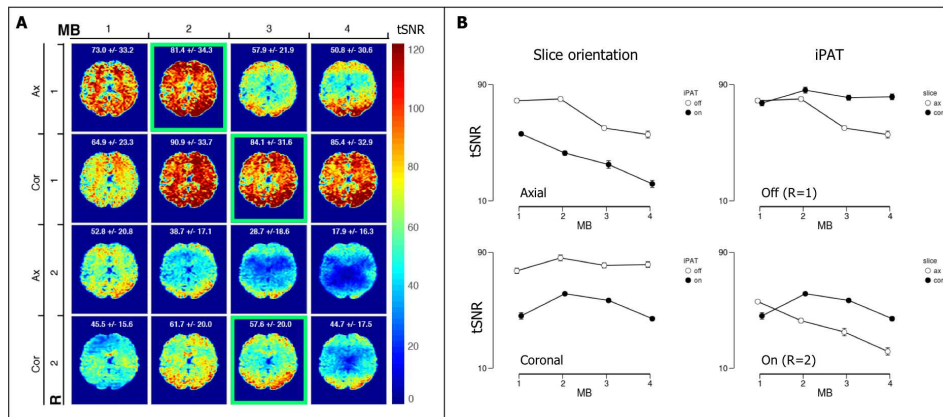 A
MB 1 2 3 4 tSNR
Ax 1
73.0 +/- 33.2 81.4 +/- 34.3 57.9 +/- 21.9 50.8 +/- 30.6
Cor 1
64.9 +/- 23.3 90.9 +/- 33.7 84.1 +/- 31.6 85.4 +/- 32.9
Ax 2
52.8 +/- 20.8 38.7 +/- 17.1 28.7 +/-18.6 17.9 +/- 16.3
Cor 2
45.5 +/- 15.6 61.7 +/- 20.0 57.6 +/- 20.0 44.7 +/- 17.5
R
120
100
80
60
40
20
0
B
Slice orientation
iPAT
tSNR
90
10
iPAT
off
on
Axial
1 2 3 4
MB
90
10
slice
ax
cor
Off (R=1)
1 2 3 4
MB
tSNR
90
10
iPAT
off
on
Coronal
1 2 3 4
MB
90
10
slice
ax
cor
On (R=2)
1 2 3 4
MB